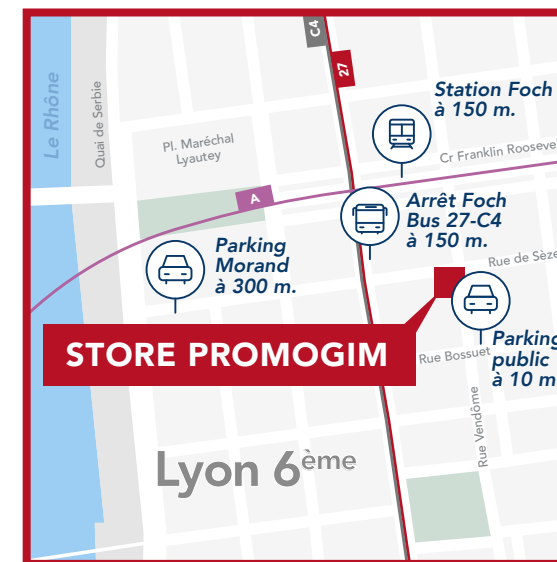 C4
27
Station Foch
à 150 m.
Le Rhône
Quai de Serbie
Pl. Maréchal
Lyautey
Cr Franklin Roosevel
A
Arrêt Foch
Bus 27-C4
à 150 m.
Parking
Morand
à 300 m.
Rue de Sèze
STORE PROMOGIM
Rue Bossuet
Parking
public
à 10 m
Rue Vendôme
Lyon 6ème